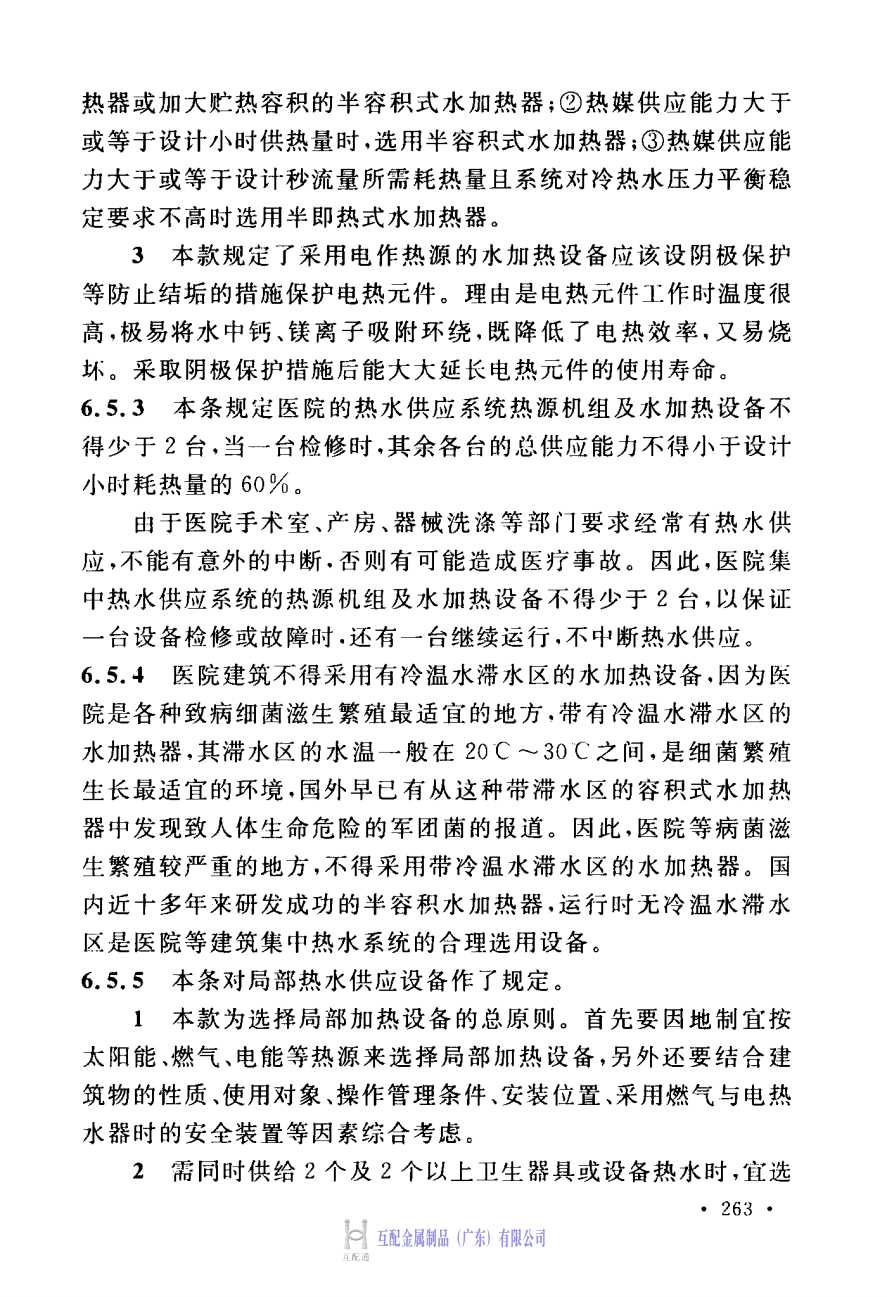 热器或加大贮热容积的半容积式水加热器；②热媒供应能力大于
或等于设计小时供热量时，选用半容积式水加热器；③热媒供应能
力大于或等于设计秒流量所需耗热量且系统对冷热水压力平衡稳
定要求不高时选用半即热式水加热器。
3 本款规定了采用电作热源的水加热设备应该设阴极保护
等防止结垢的措施保护电热元件。理由是电热元件工作时温度很
高，极易将水中钙、镁离子吸附环绕，既降低了电热效率，又易烧
坏。采取阴极保护措施后能大大延长电热元件的使用寿命。
6.5.3 本条规定医院的热水供应系统热源机组及水加热设备不
得少于2台，当一台检修时，其余各台的总供应能力不得小于设计
小时耗热量的60%。
由于医院手术室、产房、器械洗涤等部门要求经常有热水供
应，不能有意外的中断，否则有可能造成医疗事故。因此，医院集
中热水供应系统的热源机组及水加热设备不得少于2台，以保证
一台设备检修或故障时，还有一台继续运行，不中断热水供应。
6.5.4 医院建筑不得采用有冷温水滞水区的水加热设备，因为医
院是各种致病细菌滋生繁殖最适宜的地方，带有冷温水滞水区的
水加热器，其滞水区的水温一般在20℃～30℃之间，是细菌繁殖
生长最适宜的环境，国外早已有从这种带滞水区的容积式水加热
器中发现致人体生命危险的军团菌的报道。因此，医院等病菌滋
生繁殖较严重的地方，不得采用带冷温水滞水区的水加热器。国
内近十多年来研发成功的半容积水加热器，运行时无冷温水滞水
区是医院等建筑集中热水系统的合理选用设备。
6.5.5 本条对局部热水供应设备作了规定。
1 本款为选择局部加热设备的总原则。首先要因地制宜按
太阳能、燃气、电能等热源来选择局部加热设备，另外还要结合建
筑物的性质、使用对象、操作管理条件、安装位置、采用燃气与电热
水器时的安全装置等因素综合考虑。
2 需同时供给2个及2个以上卫生器具或设备热水时，宜选
• 263 •
互配金属制品（广东）有限公司
互配通